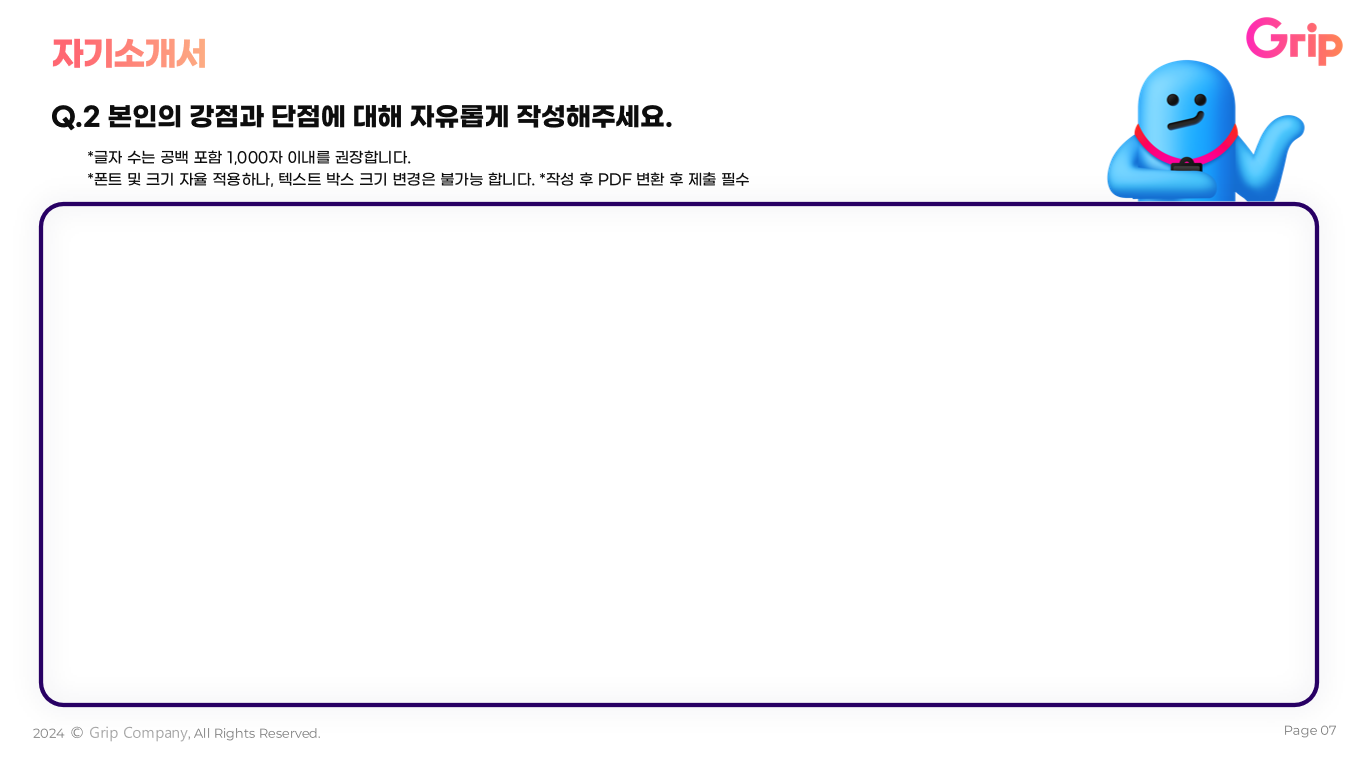 Grip
자기소개서
Q.2 본인의 강점과 단점에 대해 자유롭게 작성해주세요.
*글자 수는 공백 포함 1,000자 이내를 권장합니다.
*폰트 및 크기 자율 적용하나, 텍스트 박스 크기 변경은 불가능 합니다. *작성 후 PDF 변환 후 제출 필수
2024 © Grip Company, All Rights Reserved.
Page 07